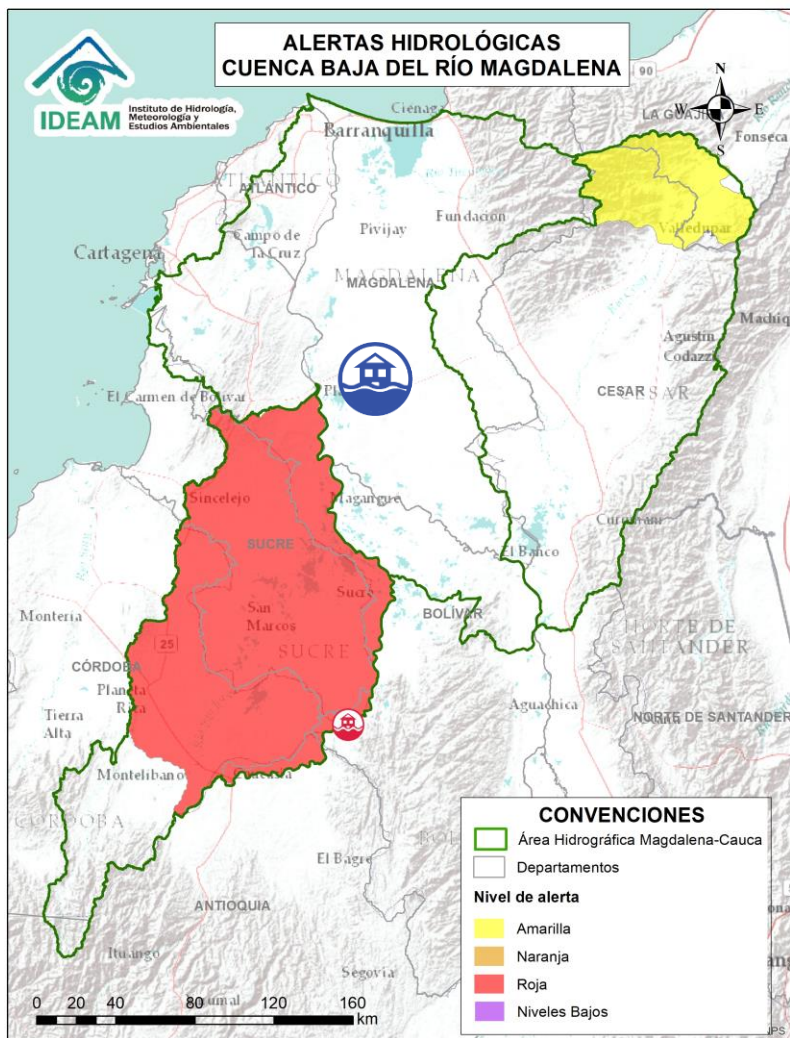 ALERTAS HIDROLÓGICAS
CUENCA BAJA DEL RÍO MAGDALENA
IDEAM
Instituto de Hidrología,
Meteorología y
Estudios Ambientales
90
N
W
E
S
LA GUAJIRA
Fonseca
Ciénaga
Barranquilla
ATLÁNTICO
Fundación
Pivijay
Valledupar
Campo de
la Cruz
Cartagena
MAGDALENA
MAGDALENA
Agustín
Codazzi
CESAR
CESAR
El Carmen de Bolívar
Sincelejo
Magangué
Curumaní
SUCRE
El Banco
Sucre
BOLÍVAR
San
Marcos
Montería
NORTE DE
SANTANDER
25
SUCRE
CÓRDOBA
Planeta
Rica
Aguachica
NORTE DE SANTANDER
Tierra
Alta
Montelíbano
CÓRDOBA
El Bagre
ANTIOQUIA
Ituango
Segovia
CONVENCIONES
Área Hidrográfica Magdalena-Cauca
Departamentos
Nivel de alerta
Amarilla
Naranja
Roja
Niveles Bajos
0 20 40 80 120 160
km